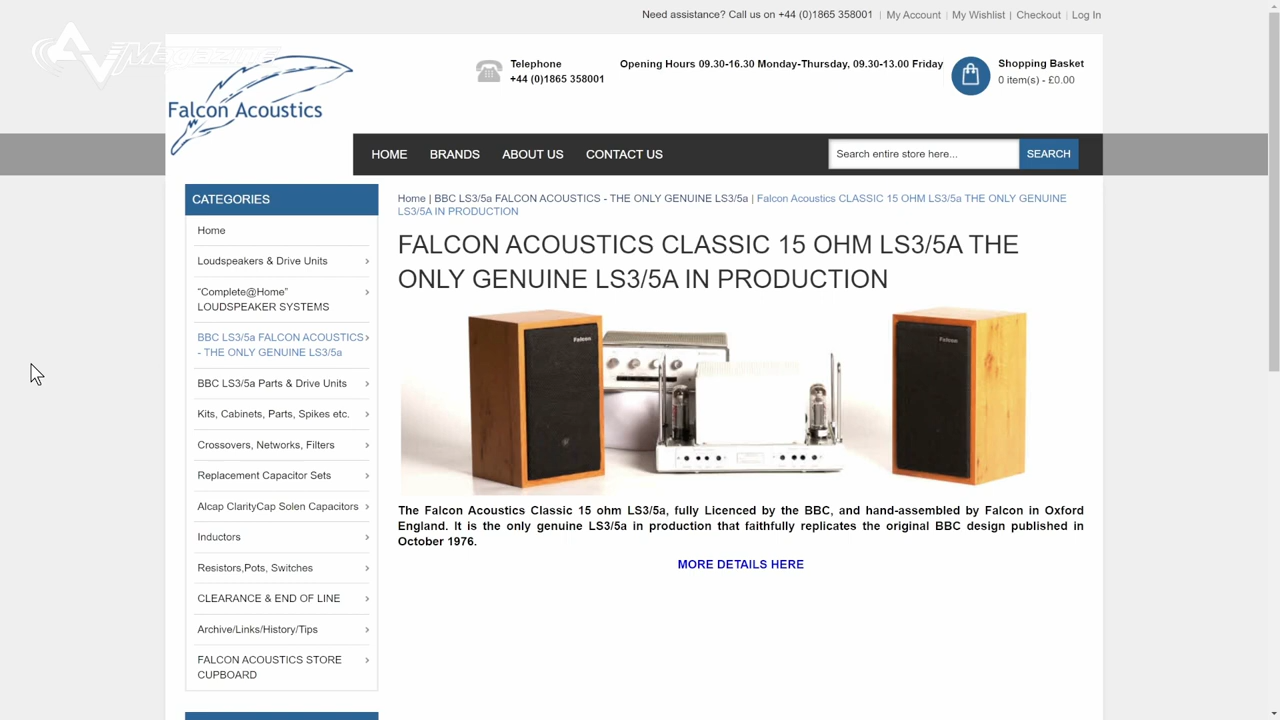 Need assistance? Call us on +44 (0)1865 358001 | My Account | My Wishlist | Checkout | Log In
AV Magazine
Falcon Acoustics
Telephone
+44 (0)1865 358001
Opening Hours 09.30-16.30 Monday-Thursday, 09.30-13.00 Friday
Shopping Basket
0 item(s) - £0.00
HOME BRANDS ABOUT US CONTACT US
Search entire store here... SEARCH
CATEGORIES
Home
Loudspeakers & Drive Units
"Complete@Home"
LOUDSPEAKER SYSTEMS
BBC LS3/5a FALCON ACOUSTICS
- THE ONLY GENUINE LS3/5a
BBC LS3/5a Parts & Drive Units
Kits, Cabinets, Parts, Spikes etc.
Crossovers, Networks, Filters
Replacement Capacitor Sets
Alcap ClarityCap Solen Capacitors
Inductors
Resistors,Pots, Switches
CLEARANCE & END OF LINE
Archive/Links/History/Tips
FALCON ACOUSTICS STORE
CUPBOARD
Home | BBC LS3/5a FALCON ACOUSTICS - THE ONLY GENUINE LS3/5a | Falcon Acoustics CLASSIC 15 OHM LS3/5a THE ONLY GENUINE
LS3/5A IN PRODUCTION
FALCON ACOUSTICS CLASSIC 15 OHM LS3/5A THE
ONLY GENUINE LS3/5A IN PRODUCTION
Falcon
Falcon
The Falcon Acoustics Classic 15 ohm LS3/5a, fully Licenced by the BBC, and hand-assembled by Falcon in Oxford
England. It is the only genuine LS3/5a in production that faithfully replicates the original BBC design published in
October 1976.
MORE DETAILS HERE